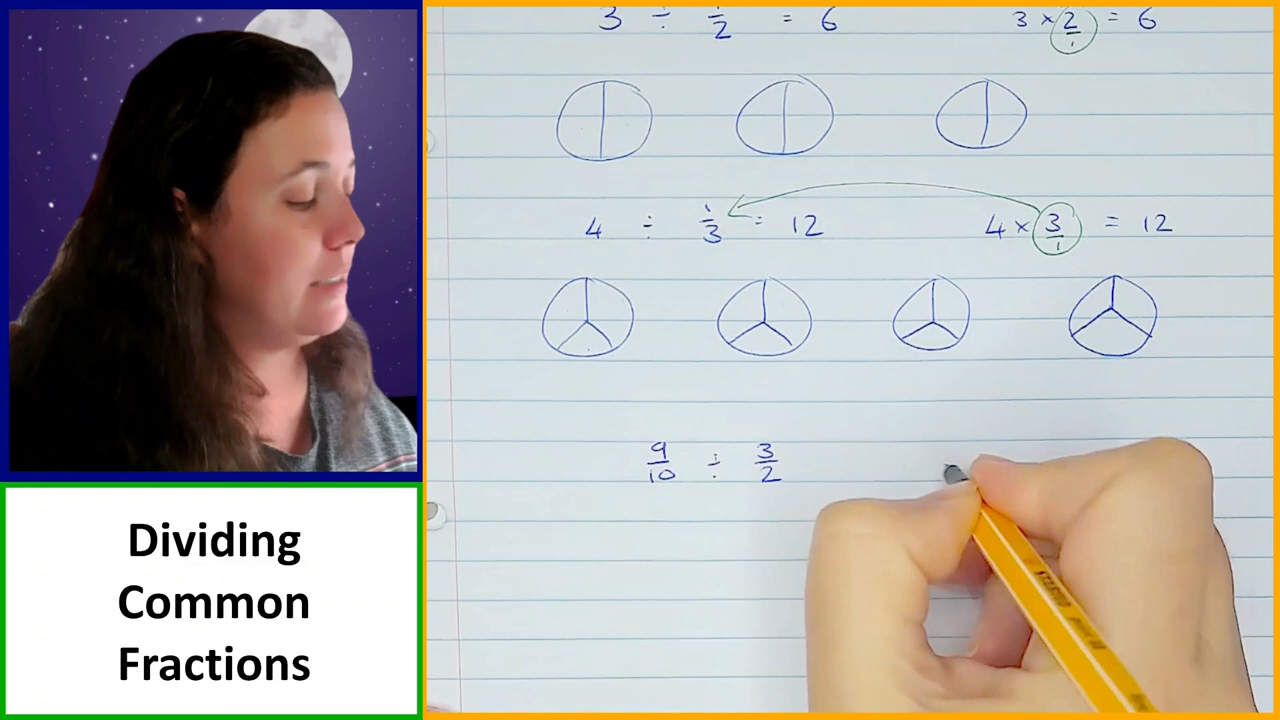 3 ÷ 1/2 = 6 3 × 2/1 = 6
4 ÷ 1/3 = 12 4 × 3/1 = 12
9/10 ÷ 3/2
Dividing
Common
Fractions